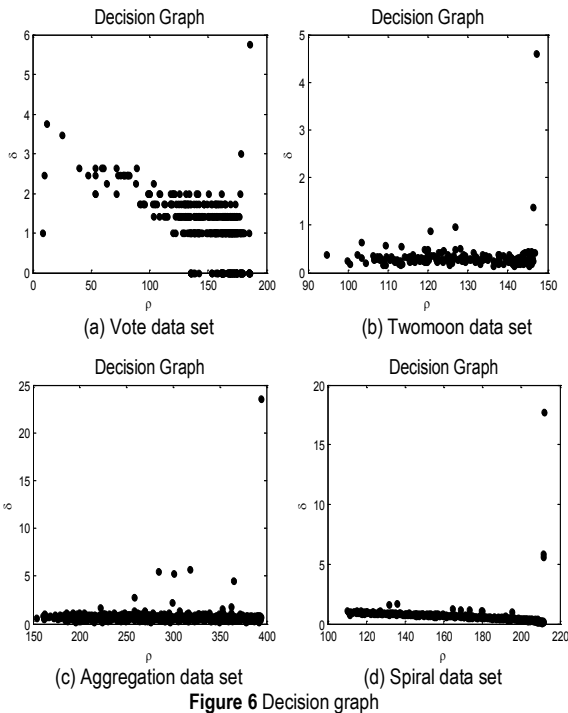 Decision Graph
6
5
4
3
2
1
0
δ
0 50 100 150 200
ρ
(a) Vote data set
Decision Graph
5
4
3
2
1
0
δ
90 100 110 120 130 140 150
ρ
(b) Twomoon data set
Decision Graph
25
20
15
10
5
0
δ
150 200 250 300 350 400
ρ
(c) Aggregation data set
Decision Graph
20
15
10
5
0
δ
100 120 140 160 180 200 220
ρ
(d) Spiral data set
Figure 6 Decision graph